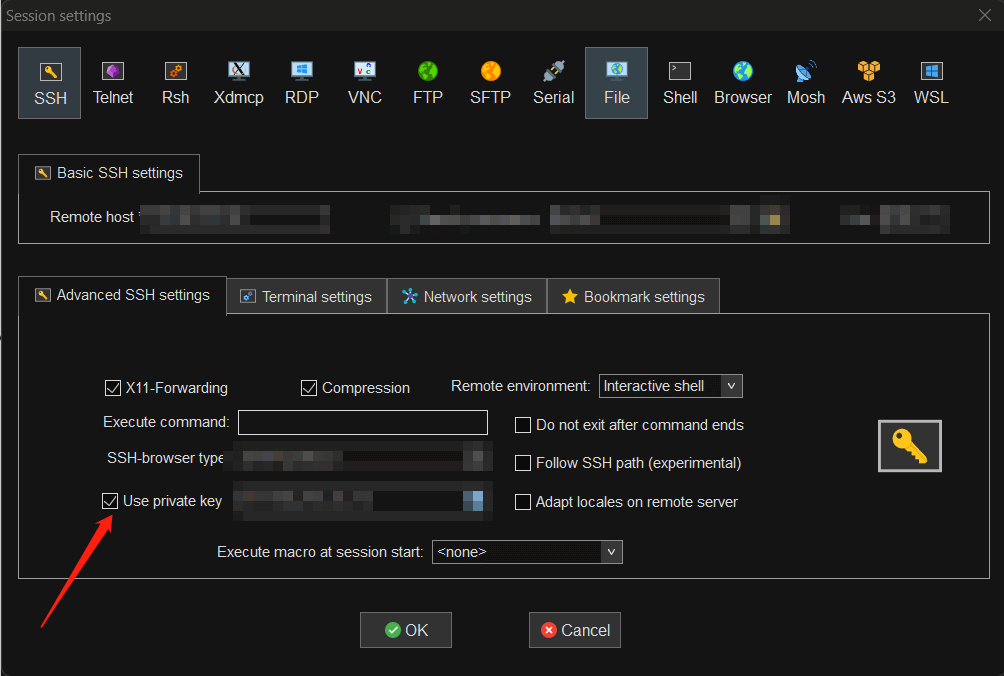 Session settings
SSH Telnet Rsh Xdmcp RDP VNC FTP SFTP Serial File Shell Browser Mosh Aws S3 WSL
Basic SSH settings
Remote host *
Advanced SSH settings Terminal settings Network settings Bookmark settings
X11-Forwarding Compression Remote environment: Interactive shell
Execute command: Do not exit after command ends
SSH-browser type Follow SSH path (experimental)
Use private key Adapt locales on remote server
Execute macro at session start: <none>
OK Cancel